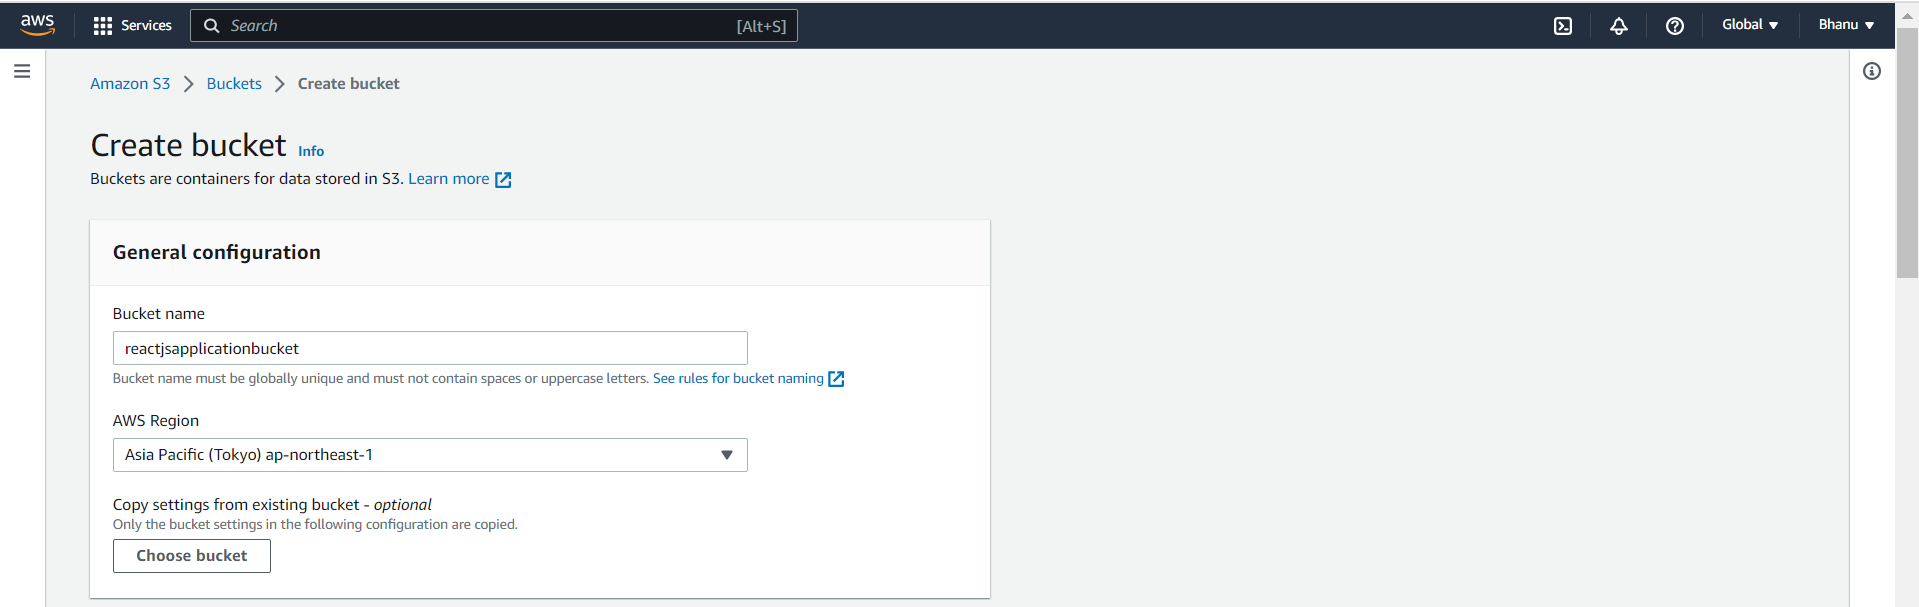 aws Services Search [Alt+S] Global Bhanu
Amazon S3 Buckets Create bucket
Create bucket Info
Buckets are containers for data stored in S3. Learn more
General configuration
Bucket name
reactjsapplicationbucket
Bucket name must be globally unique and must not contain spaces or uppercase letters. See rules for bucket naming
AWS Region
Asia Pacific (Tokyo) ap-northeast-1
Copy settings from existing bucket - optional
Only the bucket settings in the following configuration are copied.
Choose bucket